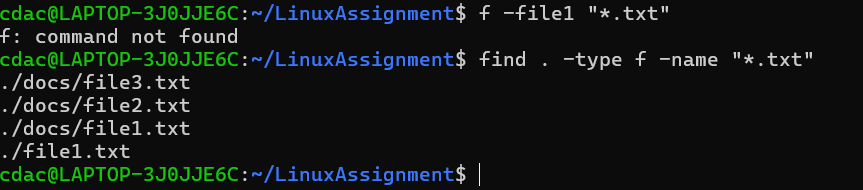 cdac@LAPTOP-3J0JJE6C:~/LinuxAssignment$ f -file1 "*.txt"
f: command not found
cdac@LAPTOP-3J0JJE6C:~/LinuxAssignment$ find . -type f -name "*.txt"
./docs/file3.txt
./docs/file2.txt
./docs/file1.txt
./file1.txt
cdac@LAPTOP-3J0JJE6C:~/LinuxAssignment$